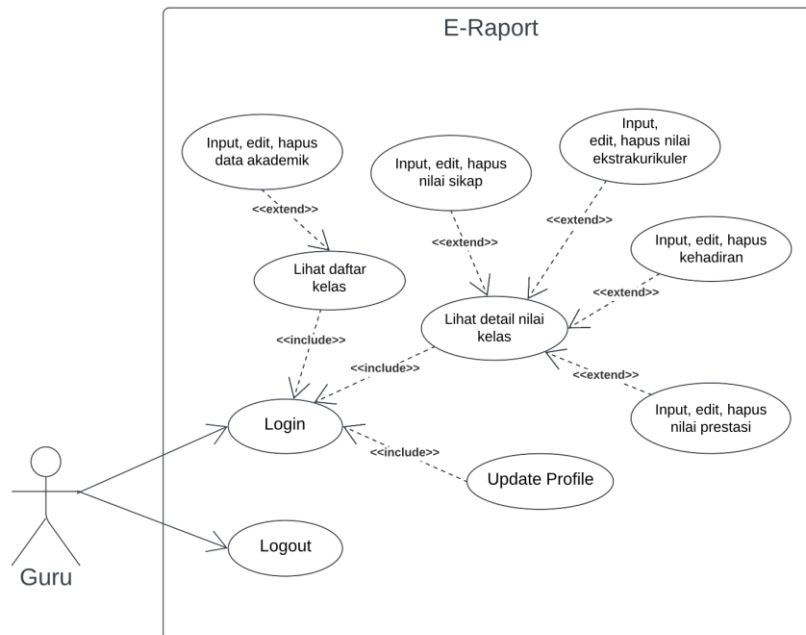 E-Raport
Input, edit, hapus
data akademik
Input, edit, hapus
nilai sikap
Input,
edit, hapus nilai
ekstrakurikuler
<<extend>>
<<extend>>
<<extend>>
Input, edit, hapus
kehadiran
Lihat daftar
kelas
<<extend>>
Lihat detail nilai
kelas
<<include>>
<<include>>
<<extend>>
Input, edit, hapus
nilai prestasi
Login
<<include>>
Update Profile
Logout
Guru